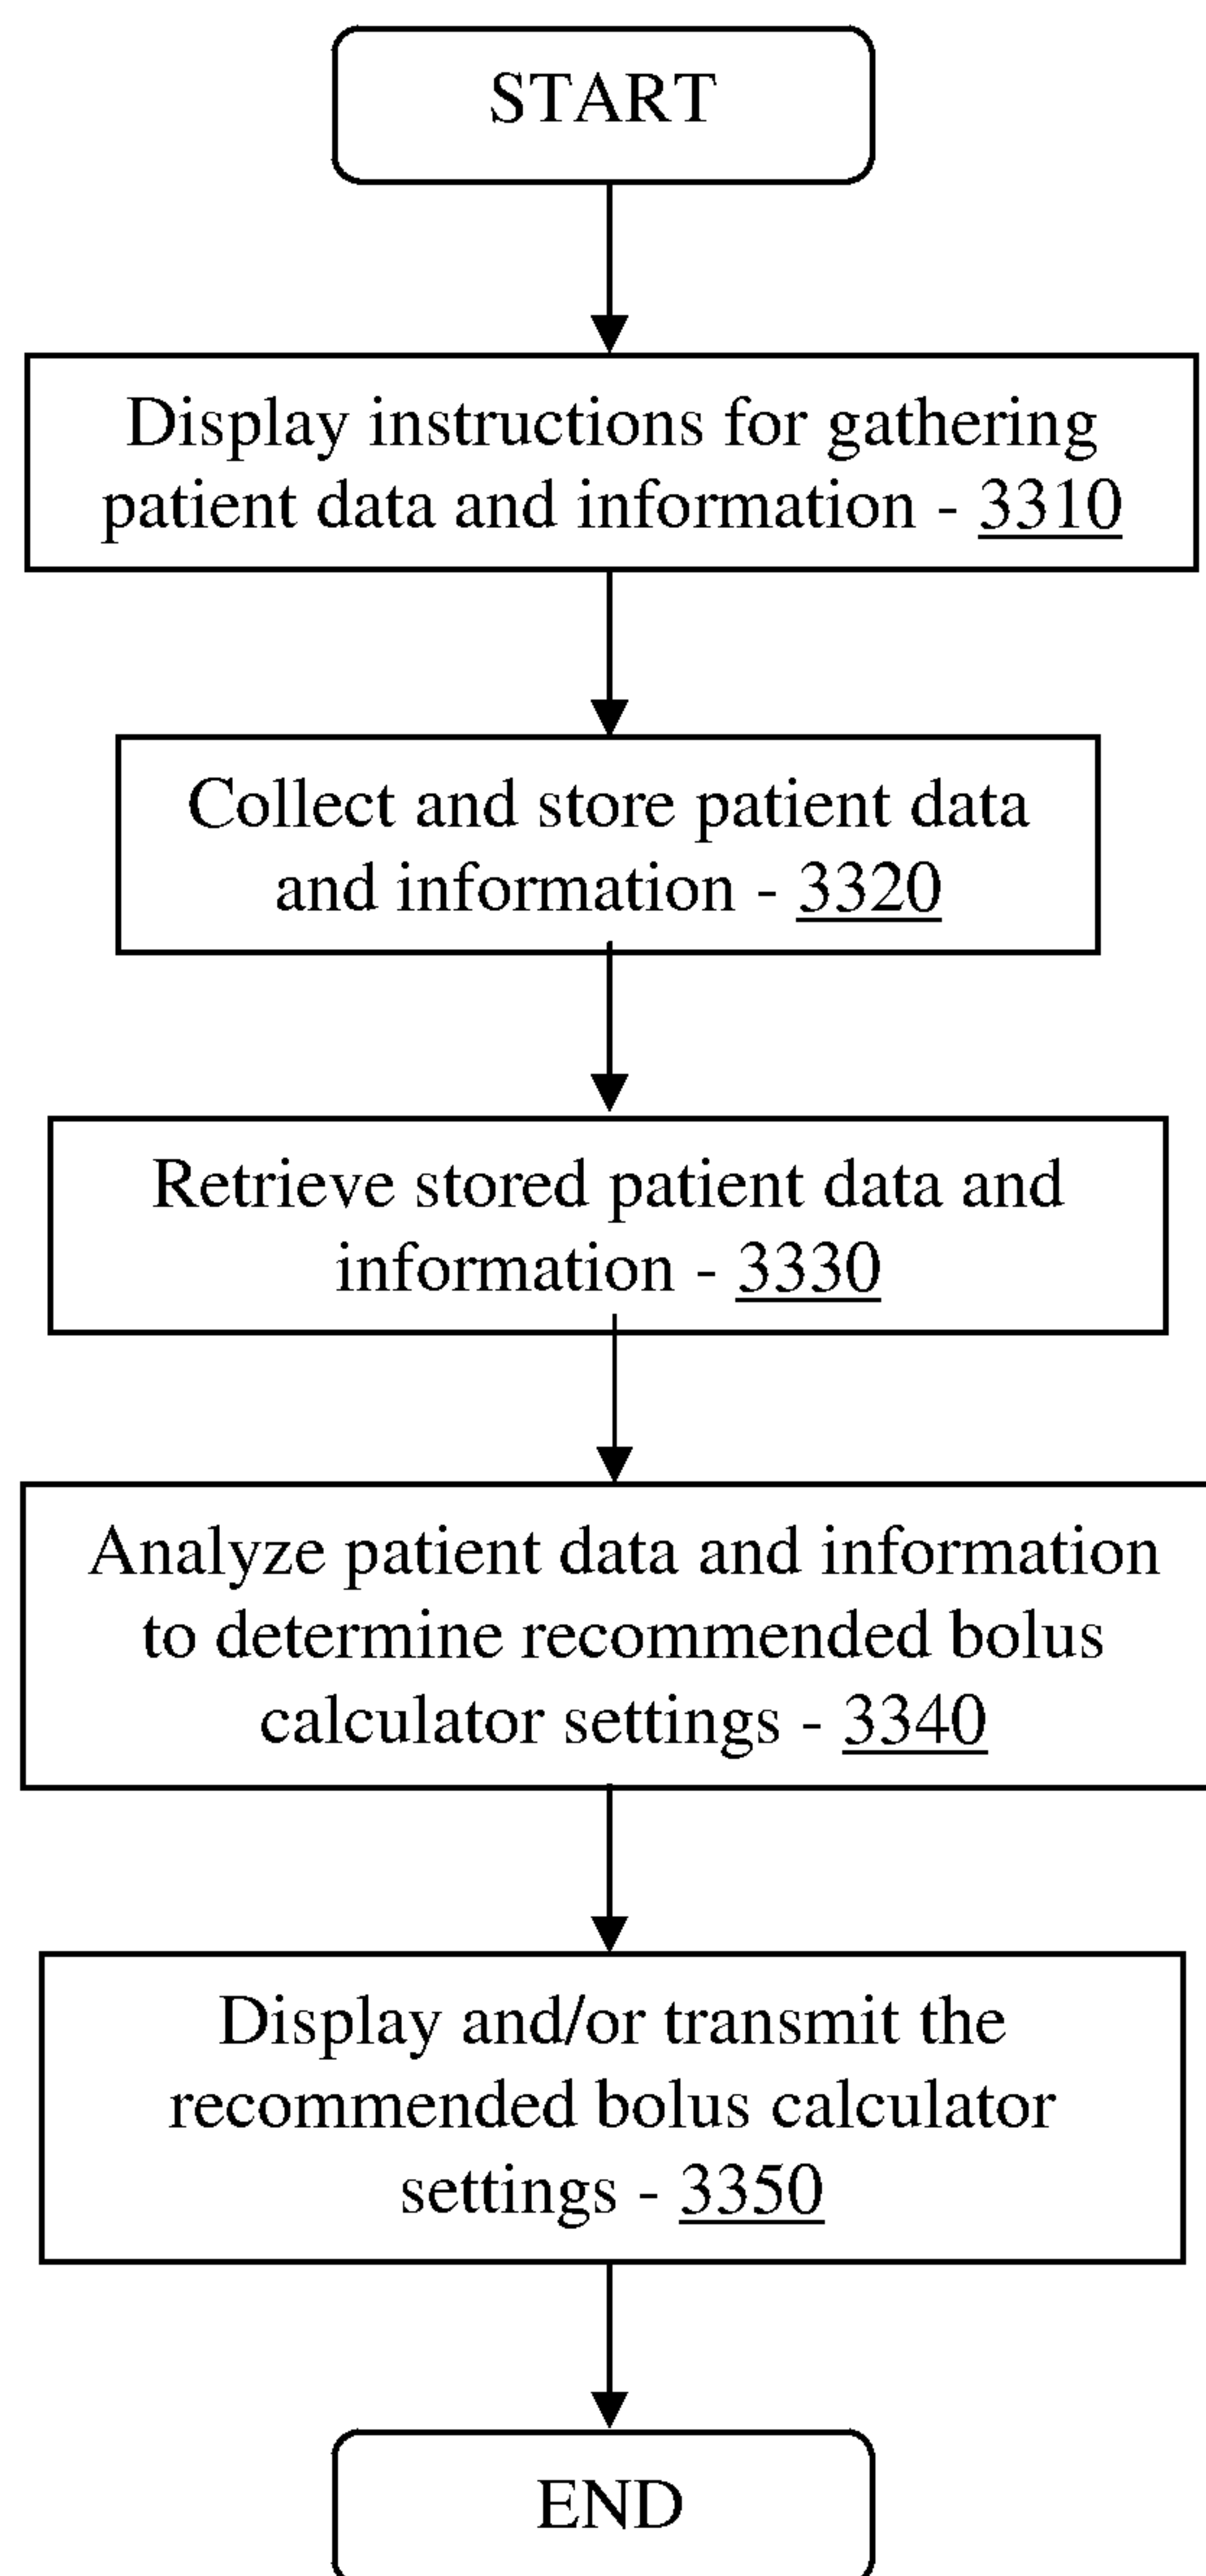 START
Display instructions for gathering
patient data and information - 3310
Collect and store patient data
and information - 3320
Retrieve stored patient data and
information - 3330
Analyze patient data and information
to determine recommended bolus
calculator settings - 3340
Display and/or transmit the
recommended bolus calculator
settings - 3350
END